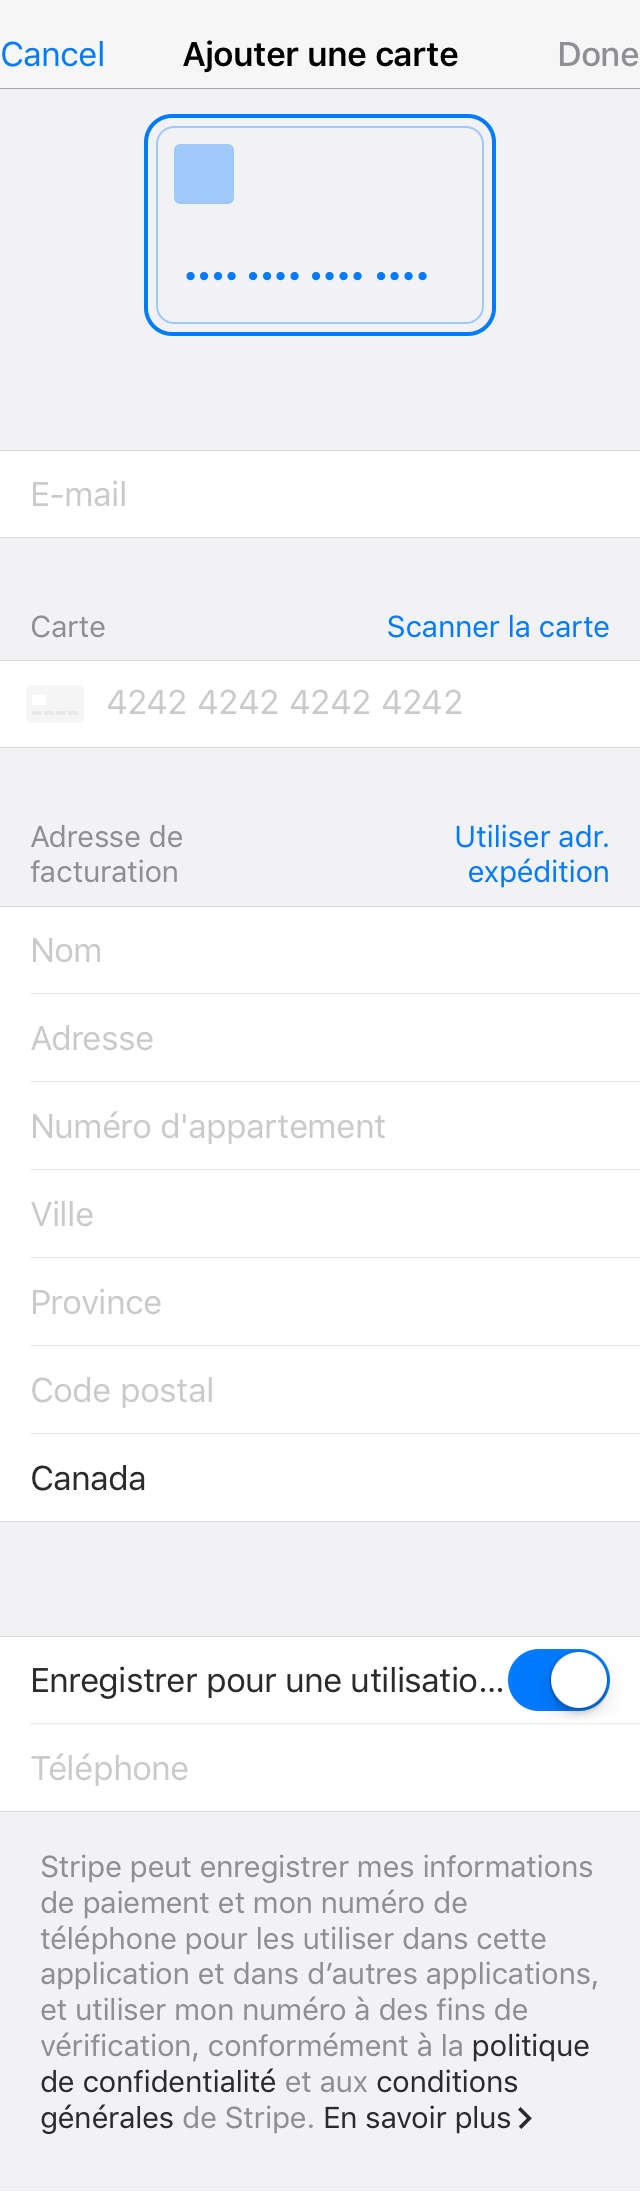 Cancel Ajouter une carte Done
•••• •••• •••• ••••
E-mail
Carte Scanner la carte
4242 4242 4242 4242
Adresse de facturation
Utiliser adr. expédition
Nom
Adresse
Numéro d'appartement
Ville
Province
Code postal
Canada
Enregistrer pour une utilisatio...
Téléphone
Stripe peut enregistrer mes informations
de paiement et mon numéro de
téléphone pour les utiliser dans cette
application et dans d’autres applications,
et utiliser mon numéro à des fins de
vérification, conformément à la politique
de confidentialité et aux conditions
générales de Stripe. En savoir plus